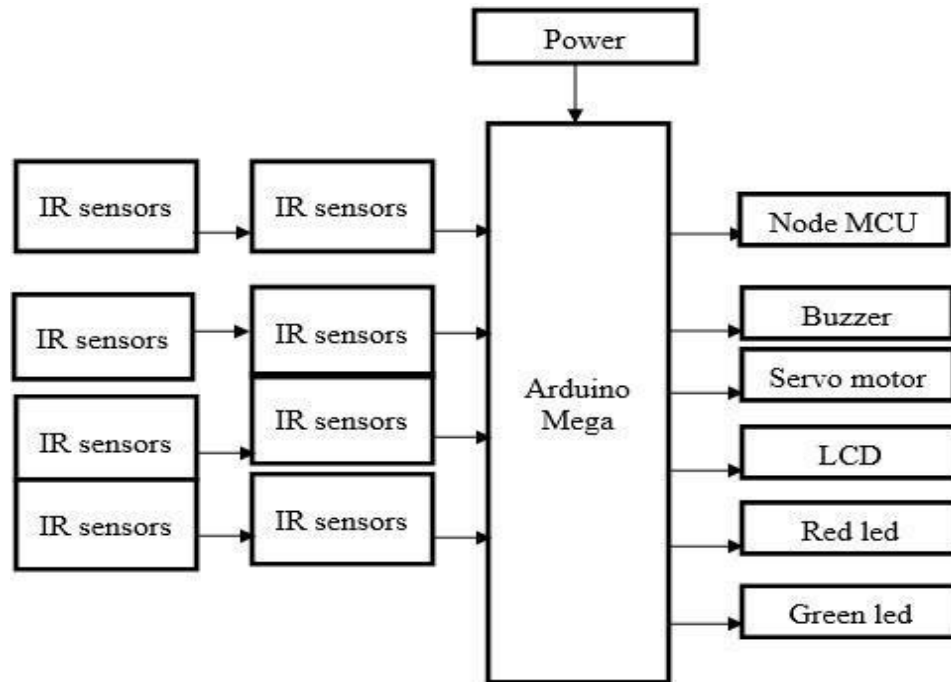 Power
IR sensors
IR sensors
Node MCU
IR sensors
IR sensors
Buzzer
Servo motor
Arduino
Mega
IR sensors
IR sensors
LCD
IR sensors
IR sensors
Red led
Green led